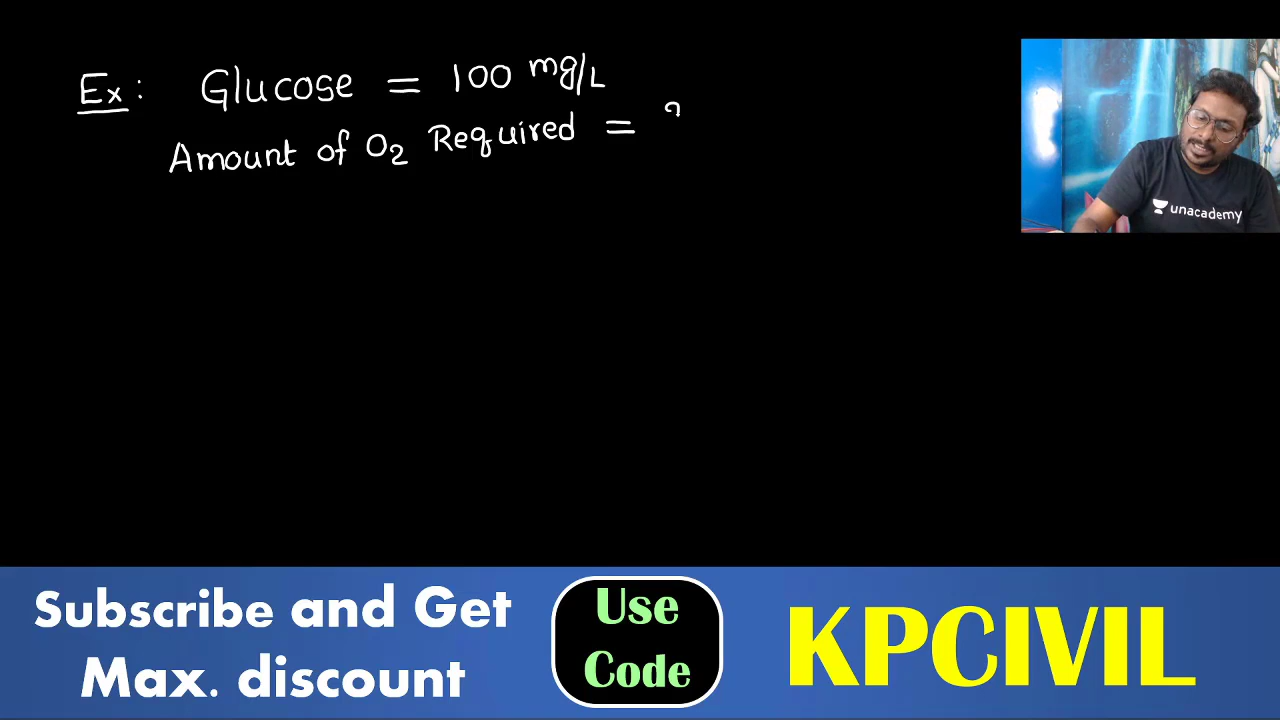 Ex: Glucose = 100 mg/L
Amount of O2 Required = ?
unacademy
Subscribe and Get
Max. discount
Use
Code
KPCIVIL